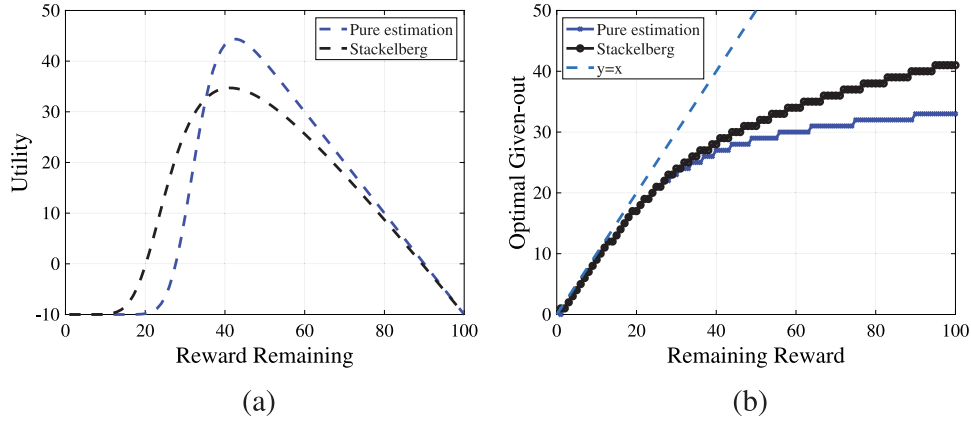 50
40
30
20
10
0
-10
Utility
Pure estimation
Stackelberg
0 20 40 60 80 100
Reward Remaining
(a)
50
40
30
20
10
0
Optimal Given-out
Pure estimation
Stackelberg
y=x
0 20 40 60 80 100
Remaining Reward
(b)